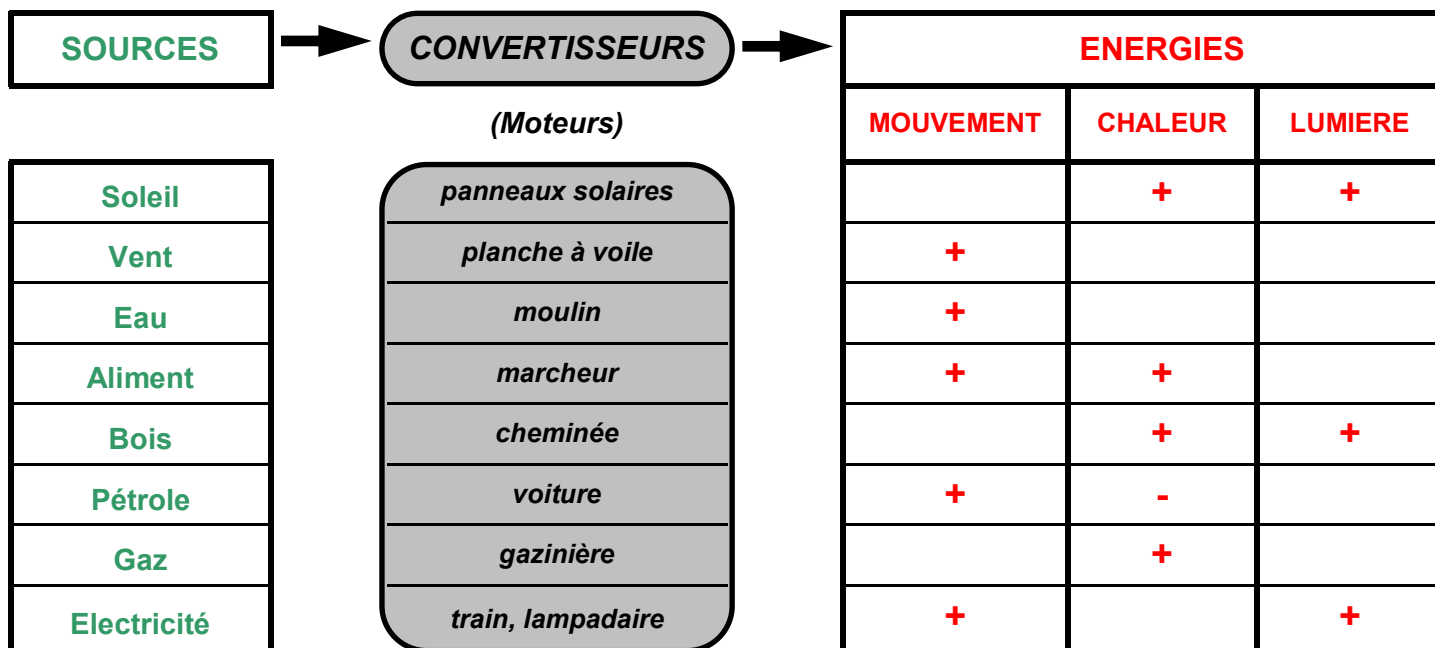 SOURCES CONVERTISSEURS ENERGIES
(Moteurs) MOUVEMENT CHALEUR LUMIERE
Soleil panneaux solaires + +
Vent planche à voile +
Eau moulin +
Aliment marcheur + +
Bois cheminée + +
Pétrole voiture + -
Gaz gazinière +
Electricité train, lampadaire + +